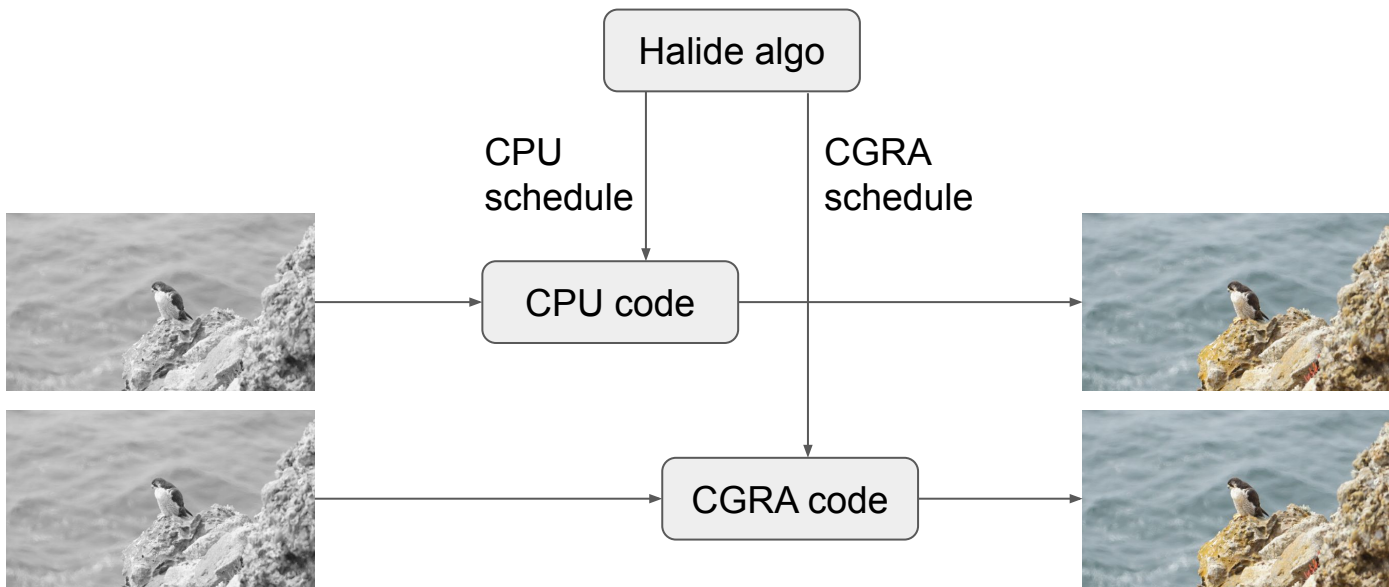 Halide algo
CPU
schedule
CGRA
schedule
CPU code
CGRA code